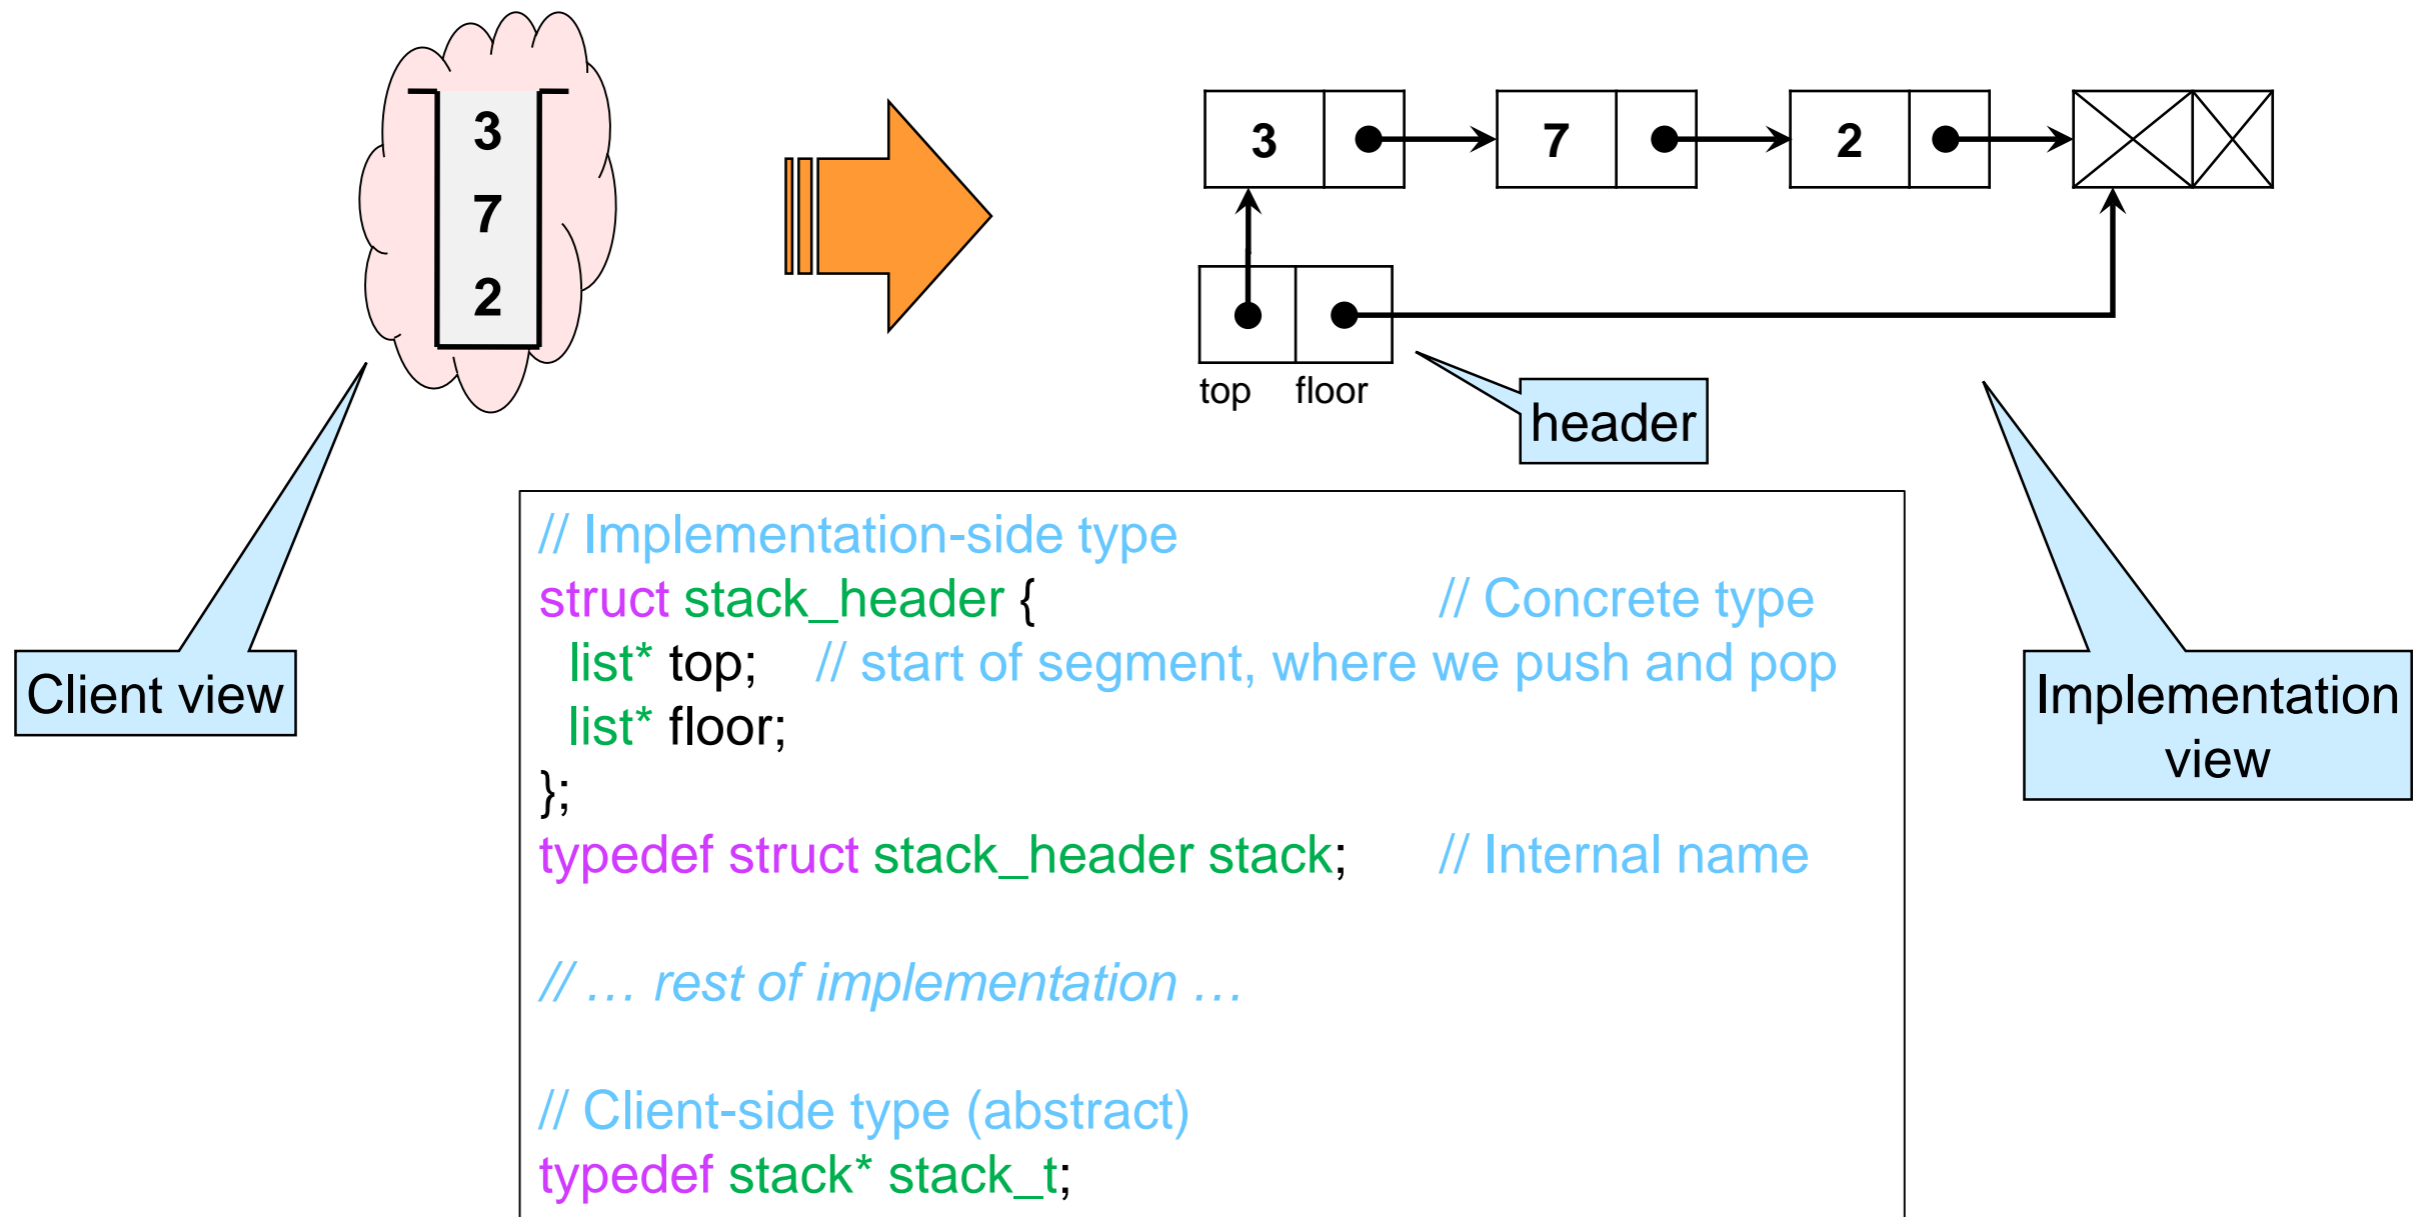 3
7
2
3 7 2
top floor
header
Client view
Implementation
view
// Implementation-side type
struct stack_header { // Concrete type
list* top; // start of segment, where we push and pop
list* floor;
};
typedef struct stack_header stack; // Internal name
// … rest of implementation …
// Client-side type (abstract)
typedef stack* stack_t;